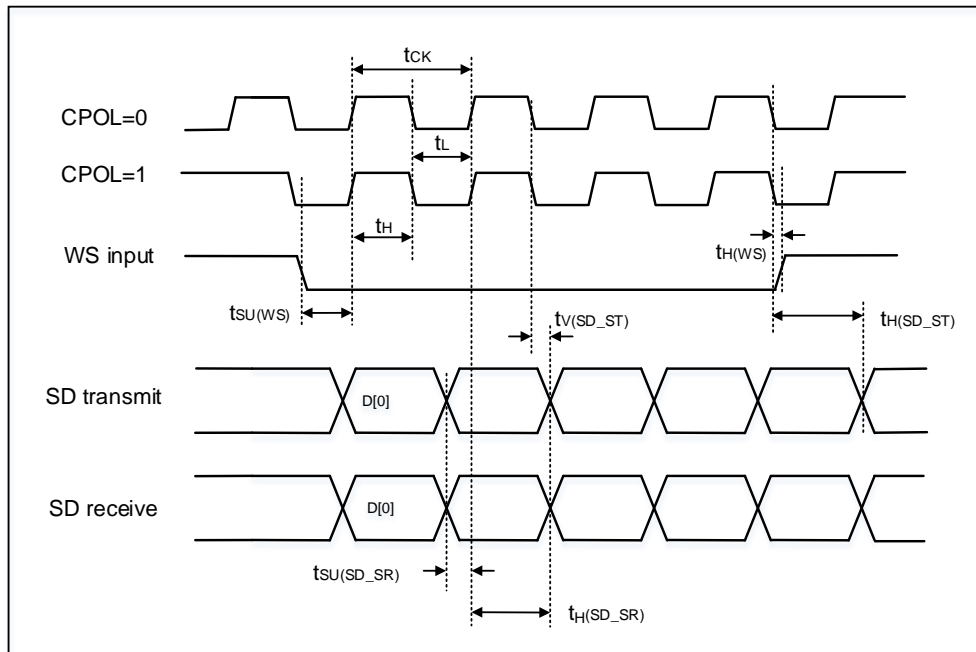 tCK
CPOL=0
tL
CPOL=1
tH
tH(WS)
WS input
tSU(WS)
tV(SD_ST)
tH(SD_ST)
SD transmit
D[0]
SD receive
D[0]
tSU(SD_SR)
tH(SD_SR)